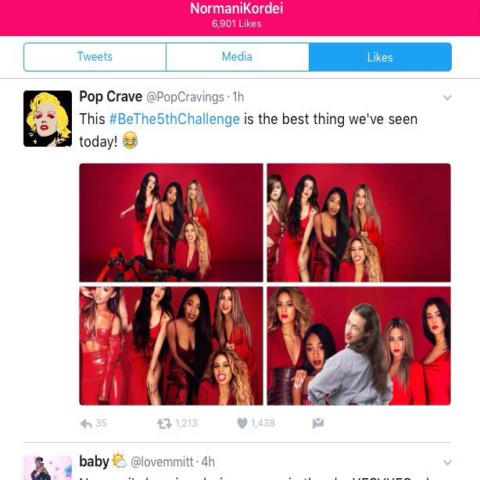 NormaniKordei
6,901 Likes
Tweets Media Likes
Pop Crave @PopCravings · 1h
This #BeThe5thChallenge is the best thing we've seen
today! 😂
35 1,213 1,438
baby🌤 @lovemmitt · 4h